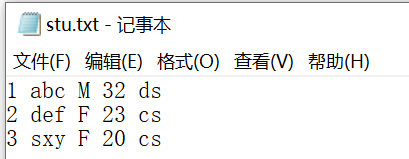 stu.txt - 记事本
文件(F) 编辑(E) 格式(O) 查看(V) 帮助(H)
1 abc M 32 ds
2 def F 23 cs
3 sxy F 20 cs